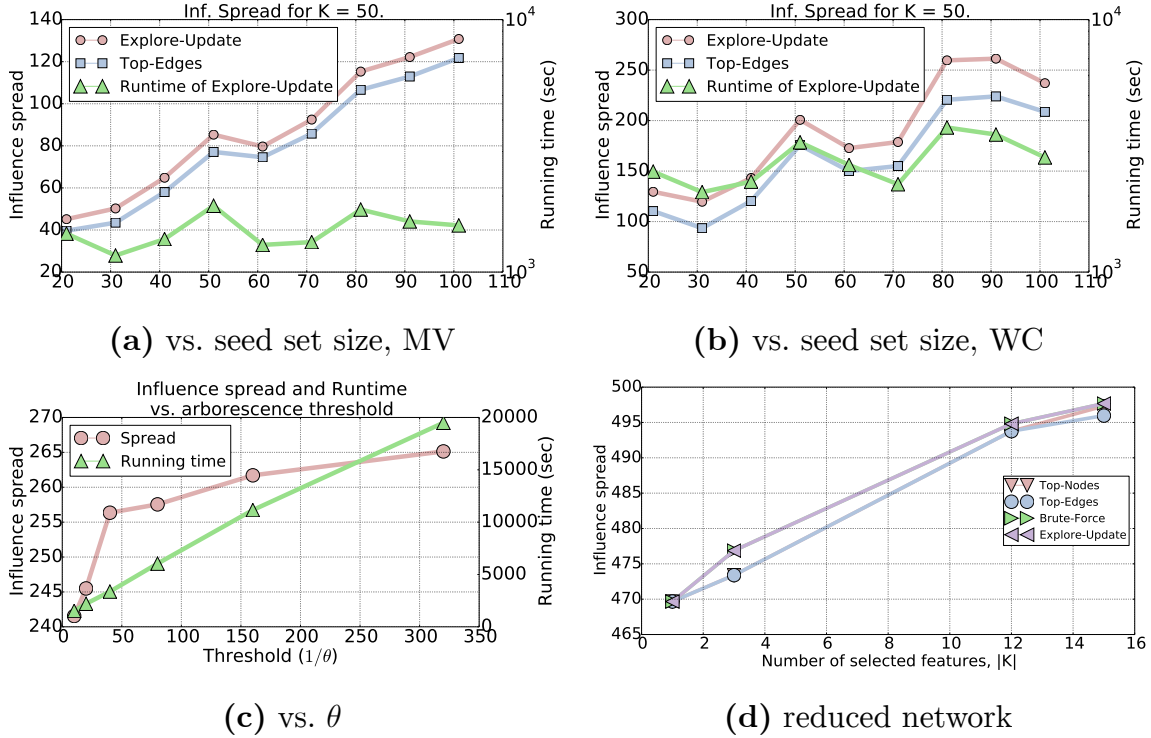 Inf. Spread for K = 50.
140
120
100
80
60
40
20
Influence spread
Explore-Update
Top-Edges
Runtime of Explore-Update
10^4
10^3
Running time (sec)
20 30 40 50 60 70 80 90 100 110
(a) vs. seed set size, MV
Inf. Spread for K = 50.
300
250
200
150
100
50
Influence spread
Explore-Update
Top-Edges
Runtime of Explore-Update
10^4
10^3
Running time (sec)
20 30 40 50 60 70 80 90 100 110
(b) vs. seed set size, WC
Influence spread and Runtime
vs. arborescence threshold
270
265
260
255
250
245
240
Influence spread
Spread
Running time
20000
15000
10000
5000
0
Running time (sec)
0 50 100 150 200 250 300 350
Threshold (1/θ)
(c) vs. θ
500
495
490
485
480
475
470
465
Influence spread
Top-Nodes
Top-Edges
Brute-Force
Explore-Update
0 2 4 6 8 10 12 14 16
Number of selected features, |K|
(d) reduced network